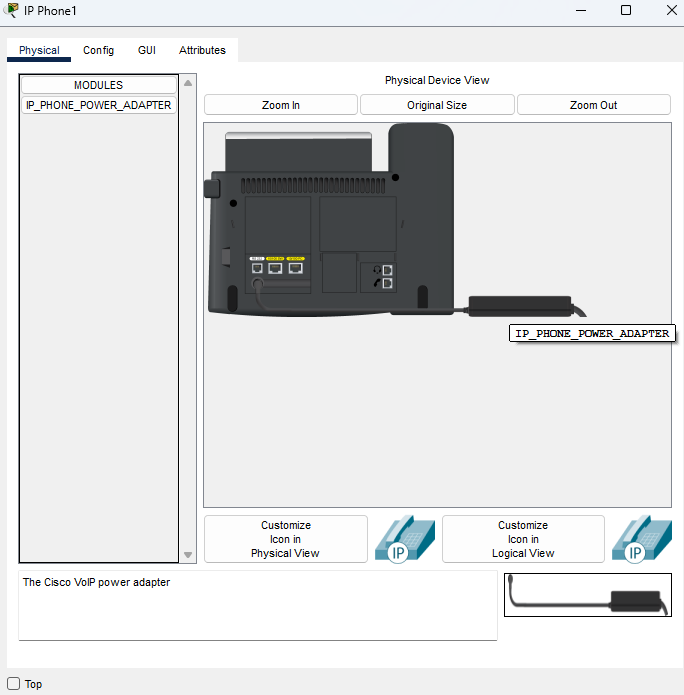 IP Phone1
Physical
Config
GUI
Attributes
MODULES
IP_PHONE_POWER_ADAPTER
Physical Device View
Zoom In
Original Size
Zoom Out
IP_PHONE_POWER_ADAPTER
Customize
Icon in
Physical View
IP
Customize
Icon in
Logical View
IP
The Cisco VoIP power adapter
Top